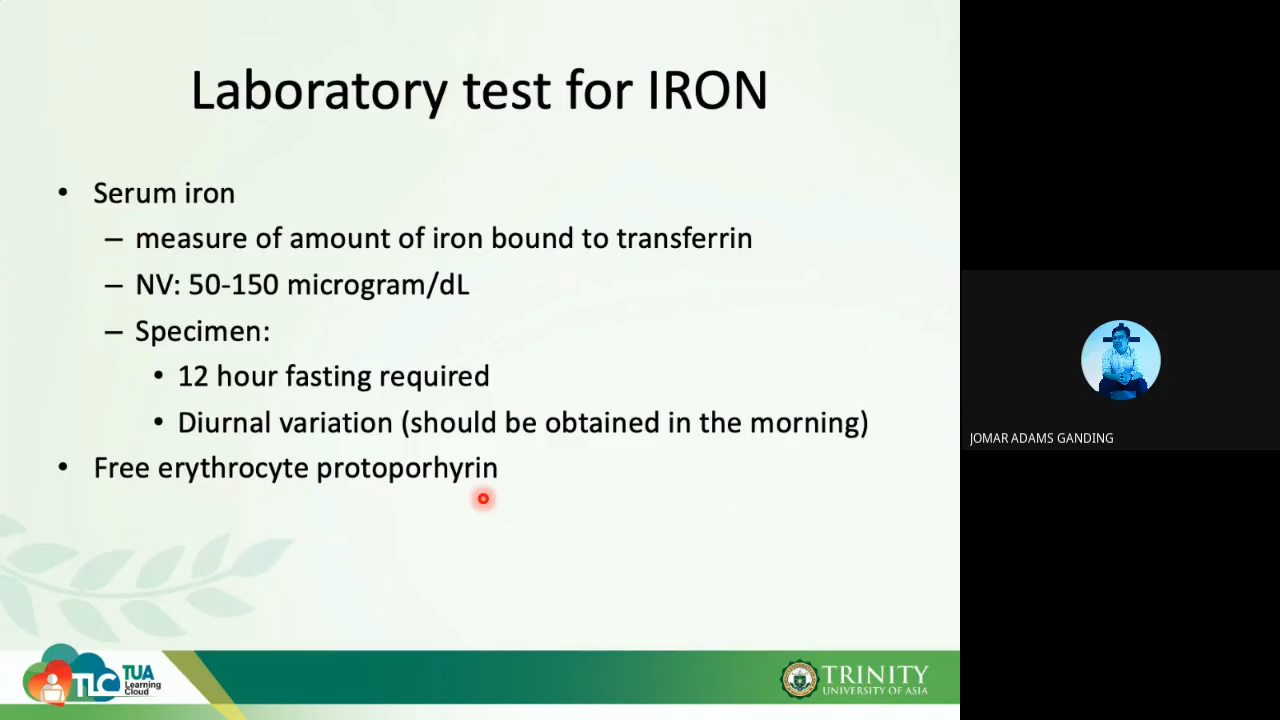 Laboratory test for IRON
• Serum iron
– measure of amount of iron bound to transferrin
– NV: 50-150 microgram/dL
– Specimen:
• 12 hour fasting required
• Diurnal variation (should be obtained in the morning)
• Free erythrocyte protoporhyrin
JOMAR ADAMS GANDING
TLC
TUA
Learning
Cloud
TRINITY
UNIVERSITY OF ASIA